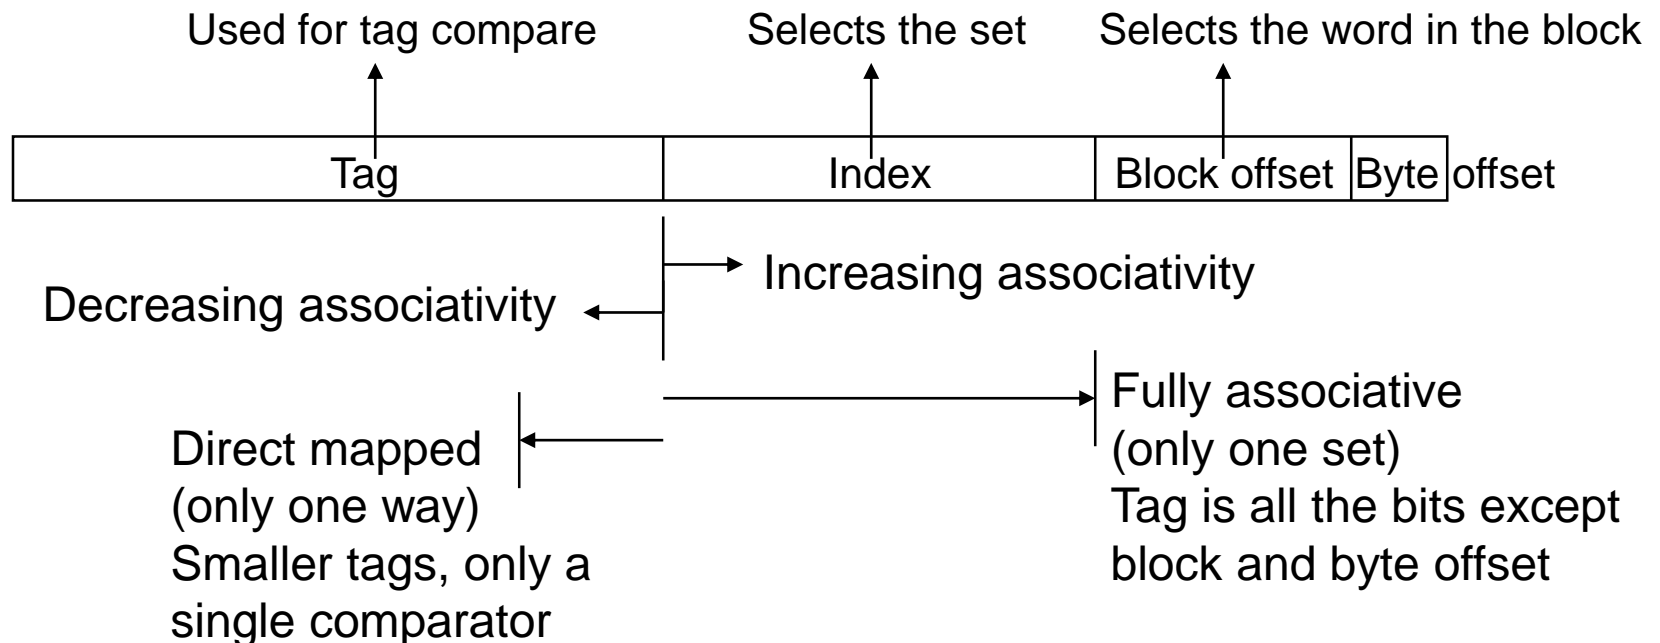 Used for tag compare
Selects the set
Selects the word in the block
Tag
Index
Block offset
Byte offset
Increasing associativity
Decreasing associativity
Fully associative
(only one set)
Tag is all the bits except
block and byte offset
Direct mapped
(only one way)
Smaller tags, only a
single comparator